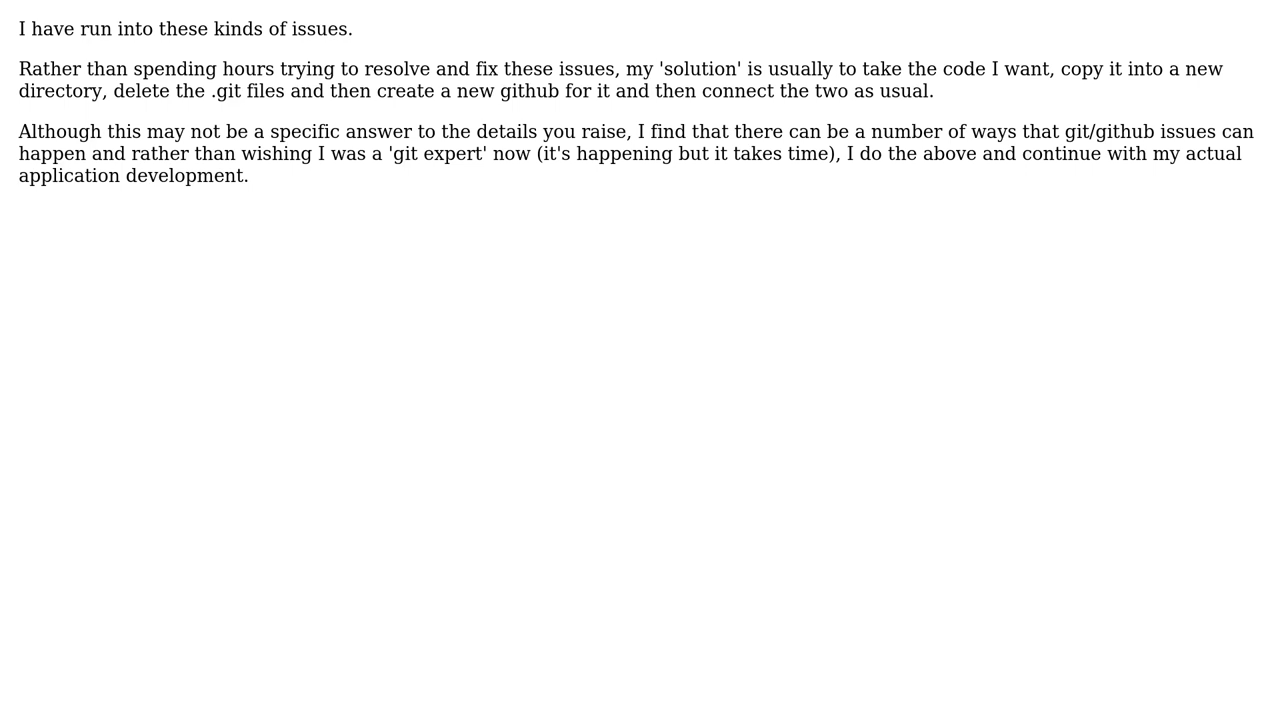 I have run into these kinds of issues.
Rather than spending hours trying to resolve and fix these issues, my 'solution' is usually to take the code I want, copy it into a new
directory, delete the .git files and then create a new github for it and then connect the two as usual.
Although this may not be a specific answer to the details you raise, I find that there can be a number of ways that git/github issues can
happen and rather than wishing I was a 'git expert' now (it's happening but it takes time), I do the above and continue with my actual
application development.